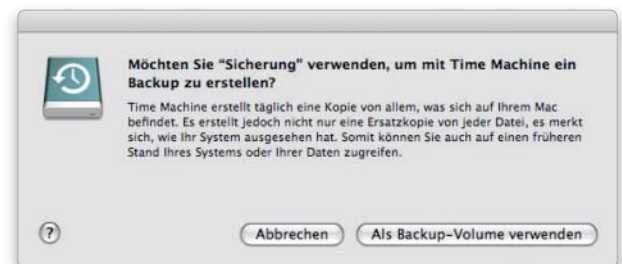 Möchten Sie “Sicherung” verwenden, um mit Time Machine ein
Backup zu erstellen?
Time Machine erstellt täglich eine Kopie von allem, was sich auf Ihrem Mac
befindet. Es erstellt jedoch nicht nur eine Ersatzkopie von jeder Datei, es merkt
sich, wie Ihr System ausgesehen hat. Somit können Sie auch auf einen früheren
Stand Ihres Systems oder Ihrer Daten zugreifen.
?
Abbrechen
Als Backup-Volume verwenden